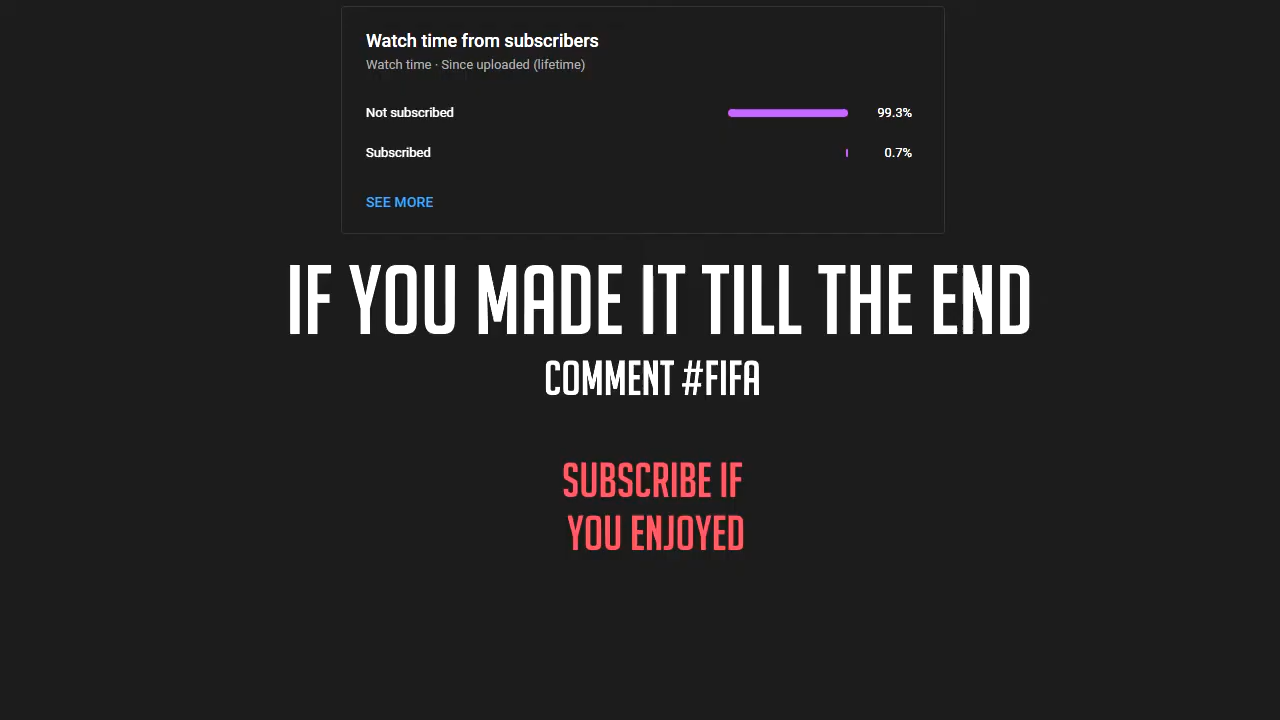 Watch time from subscribers
Watch time · Since uploaded (lifetime)
Not subscribed 99.3%
Subscribed 0.7%
SEE MORE
IF YOU MADE IT TILL THE END
COMMENT #FIFA
SUBSCRIBE IF
YOU ENJOYED